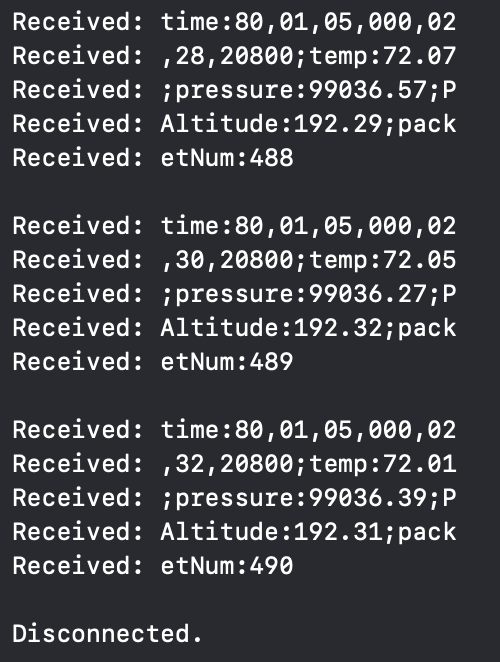 Received: time:80,01,05,000,02
Received: ,28,20800;temp:72.07
Received: ;pressure:99036.57;P
Received: Altitude:192.29;pack
Received: etNum:488
Received: time:80,01,05,000,02
Received: ,30,20800;temp:72.05
Received: ;pressure:99036.27;P
Received: Altitude:192.32;pack
Received: etNum:489
Received: time:80,01,05,000,02
Received: ,32,20800;temp:72.01
Received: ;pressure:99036.39;P
Received: Altitude:192.31;pack
Received: etNum:490
Disconnected.